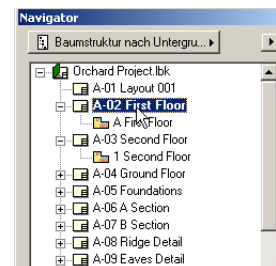 Navigator
Baumstruktur nach Untergru...
Orchard Project.lbk
A-01 Layout 001
A-02 First Floor
A First Floor
A-03 Second Floor
1 Second Floor
A-04 Ground Floor
A-05 Foundations
A-06 A Section
A-07 B Section
A-08 Ridge Detail
A-09 Eaves Detail